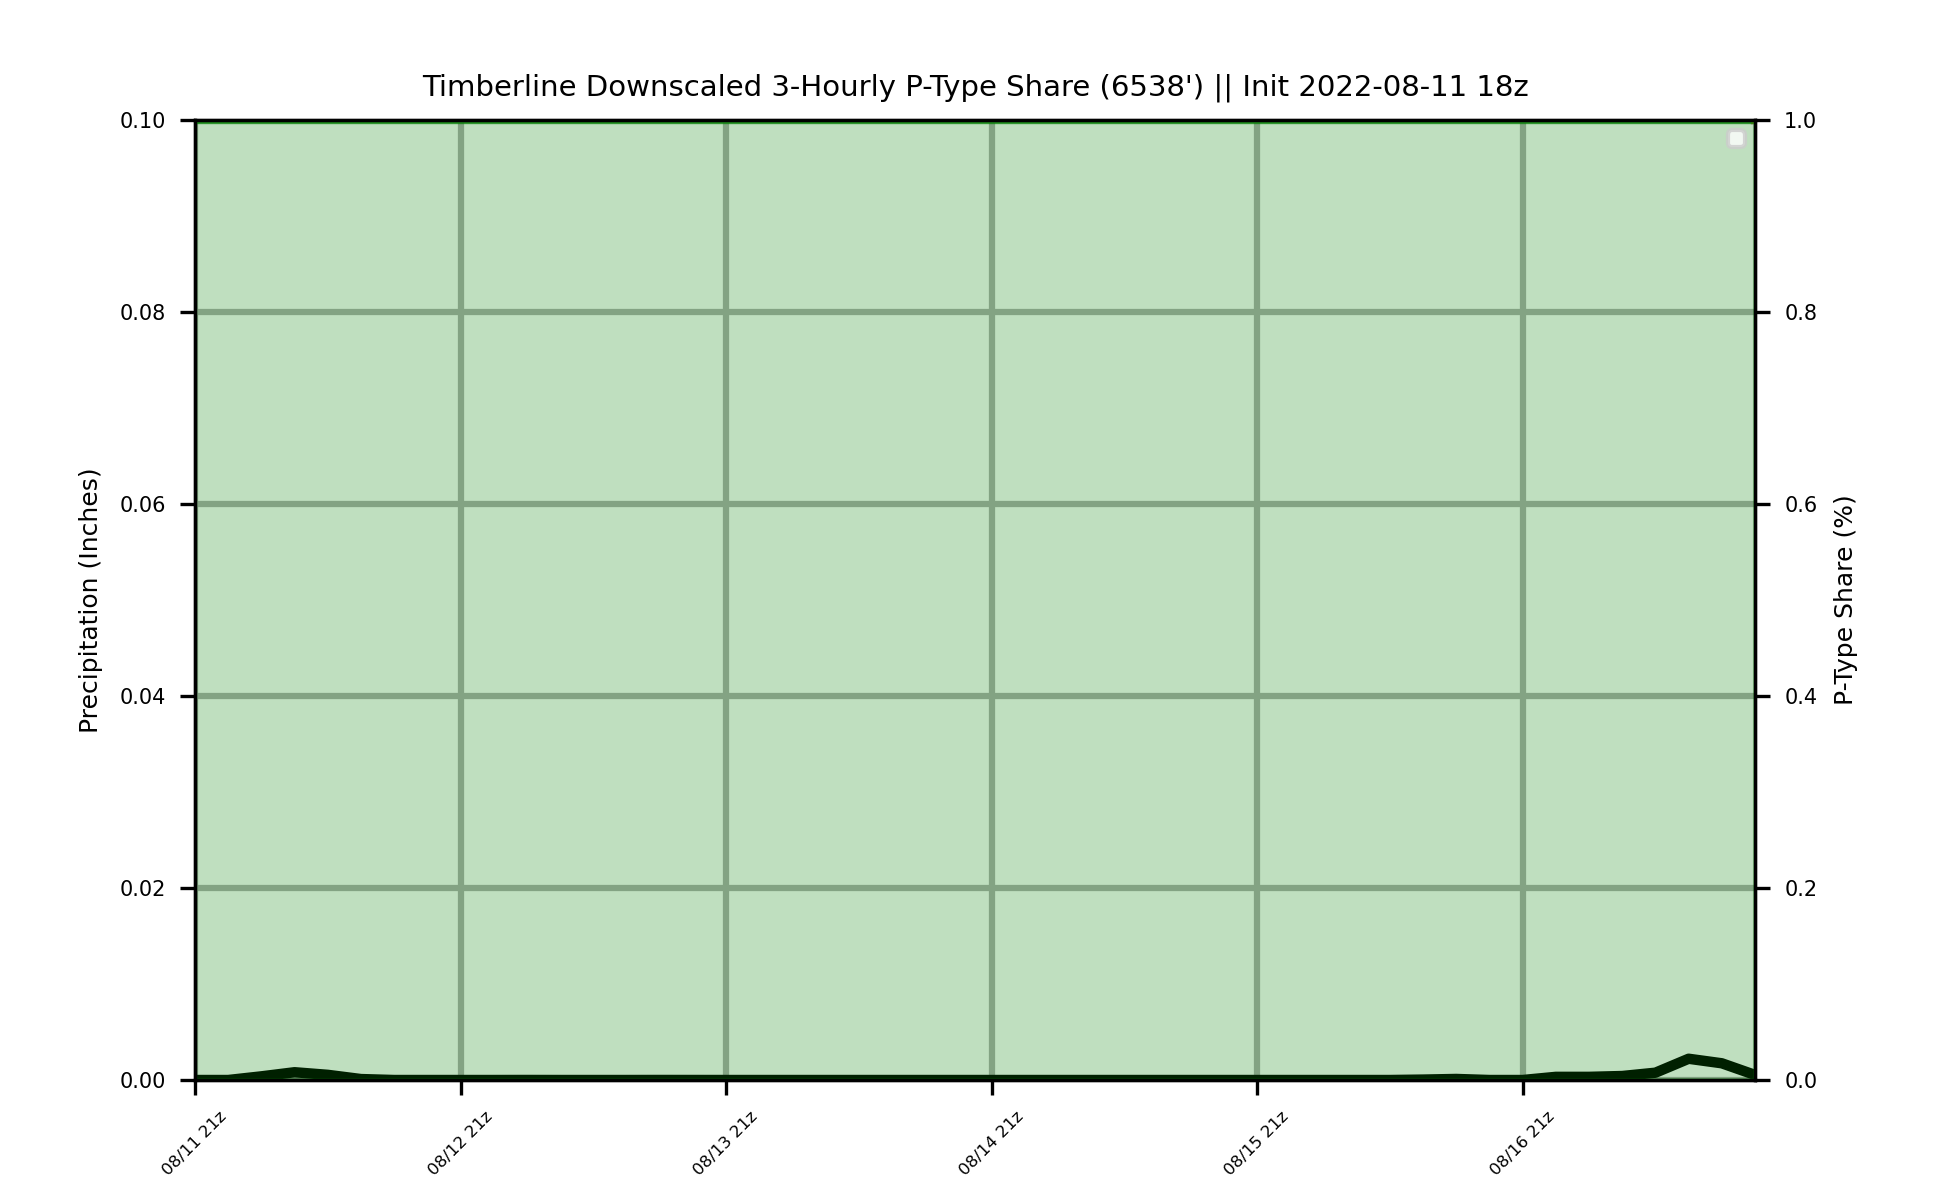 Timberline Downscaled 3-Hourly P-Type Share (6538') || Init 2022-08-11 18z
Precipitation (Inches)
0.10
0.08
0.06
0.04
0.02
0.00
1.0
0.8
0.6
0.4
0.2
0.0
P-Type Share (%)
08/11 21z
08/12 21z
08/13 21z
08/14 21z
08/15 21z
08/16 21z